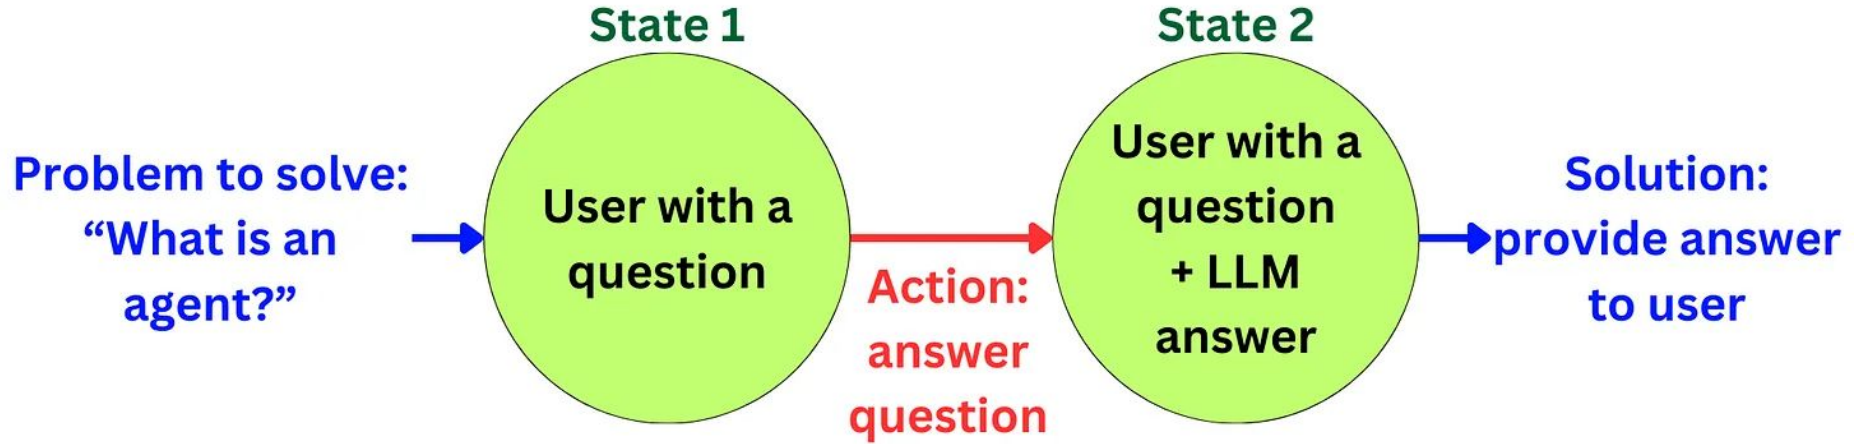 State 1
State 2
Problem to solve:
“What is an
agent?”
User with a
question
Action:
answer
question
User with a
question
+ LLM
answer
Solution:
provide answer
to user